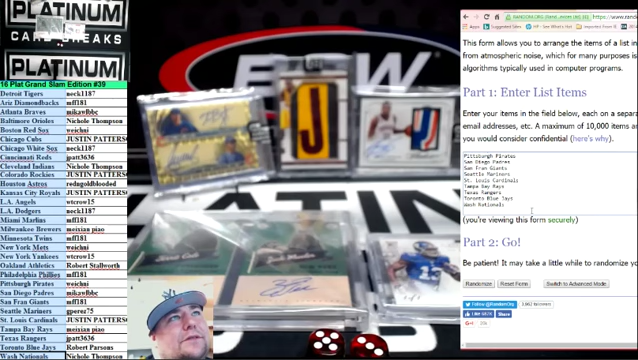 PLATINUM
CARD BREAKS
PLATINUM
16 Plat Grand Slam Edition #39
Detroit Tigers neck1187
Ariz Diamondbacks mff181
Atlanta Braves mikawlbbc
Baltimore Orioles Nichole Thompson
Boston Red Sox weichni
Chicago Cubs JUSTIN PATTERS
Chicago White Sox neck1187
Cincinnati Reds jpatt3636
Cleveland Indians Nichole Thompson
Colorado Rockies JUSTIN PATTERS
Houston Astros redsgoldblooded
Kansas City Royals JUSTIN PATTERS
L.A. Angels wtcrow15
L.A. Dodgers neck1187
Miami Marlins mff181
Milwaukee Brewers meixian piao
Minnesota Twins mff181
New York Mets weichni
New York Yankees wtcrow15
Oakland Athletics Robert Stallworth
Philadelphia Phillies mff181
Pittsburgh Pirates weichni
San Diego Padres mikawlbbc
San Fran Giants mff181
Seattle Mariners gperez75
St. Louis Cardinals JUSTIN PATTERS
Tampa Bay Rays meixian piao
Texas Rangers jpatt3636
Toronto Blue Jays Robert Parsons
Wash Nationals Nichole Thompson
This form allows you to arrange the items of a list in
from atmospheric noise, which for many purposes is
algorithms typically used in computer programs.
Part 1: Enter List Items
Enter your items in the field below, each on a separa
email addresses, etc. A maximum of 10,000 items ar
you would consider confidential (here's why).
Pittsburgh Pirates
San Diego Padres
San Fran Giants
Seattle Mariners
St. Louis Cardinals
Tampa Bay Rays
Texas Rangers
Toronto Blue Jays
Wash Nationals
(you're viewing this form securely)
Part 2: Go!
Be patient! It may take a little while to randomize yo
Randomize Reset Form Switch to Advanced Mode
Follow @RandomOrg
Like
Share